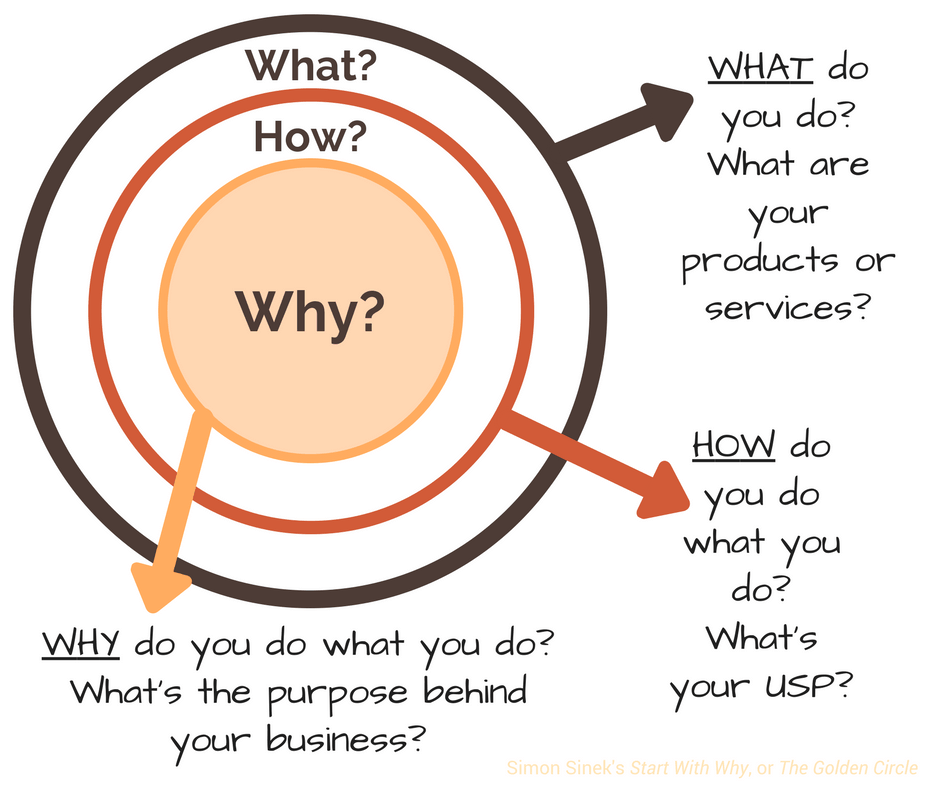 What?
How?
Why?
WHAT do
you do?
What are
your
products or
services?
HOW do
you do
what you
do?
What's
your USP?
WHY do you do what you do?
What's the purpose behind
your business?
Simon Sinek's Start With Why, or The Golden Circle